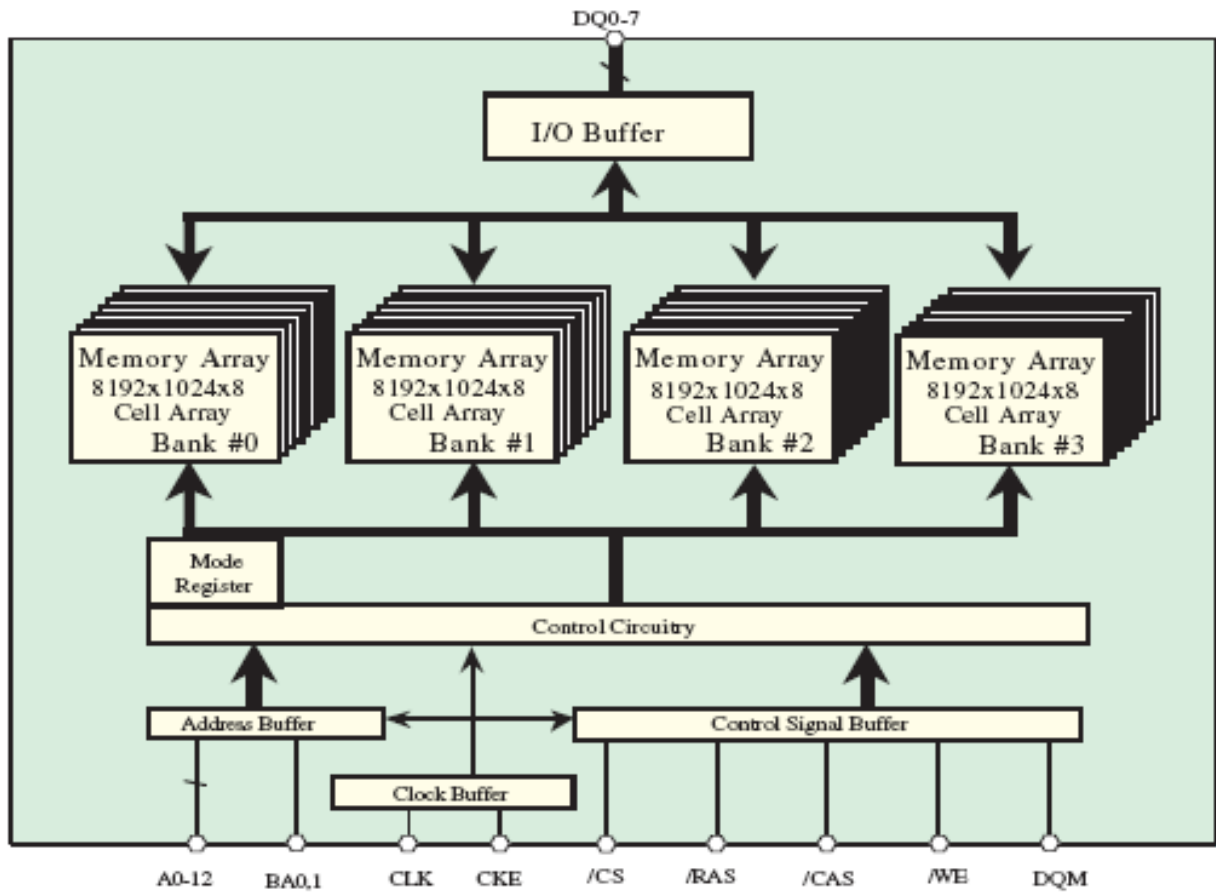 DQ0-7
I/O Buffer
Memory Array
8192x1024x8
Cell Array
Bank #0
Memory Array
8192x1024x8
Cell Array
Bank #1
Memory Array
8192x1024x8
Cell Array
Bank #2
Memory Array
8192x1024x8
Cell Array
Bank #3
Mode
Register
Control Circuitry
Address Buffer
Control Signal Buffer
Clock Buffer
A0-12
BA0,1
CLK
CKE
/CS
/RAS
/CAS
/WE
DQM